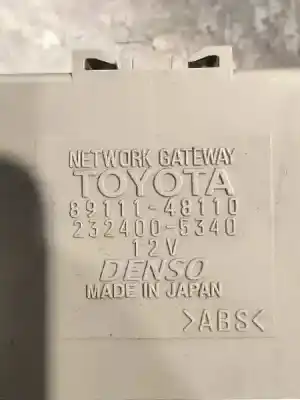 NETWORK GATEWAY
TOYOTA
89111-48110
232400-5340
12V
DENSO
MADE IN JAPAN
>ABS<